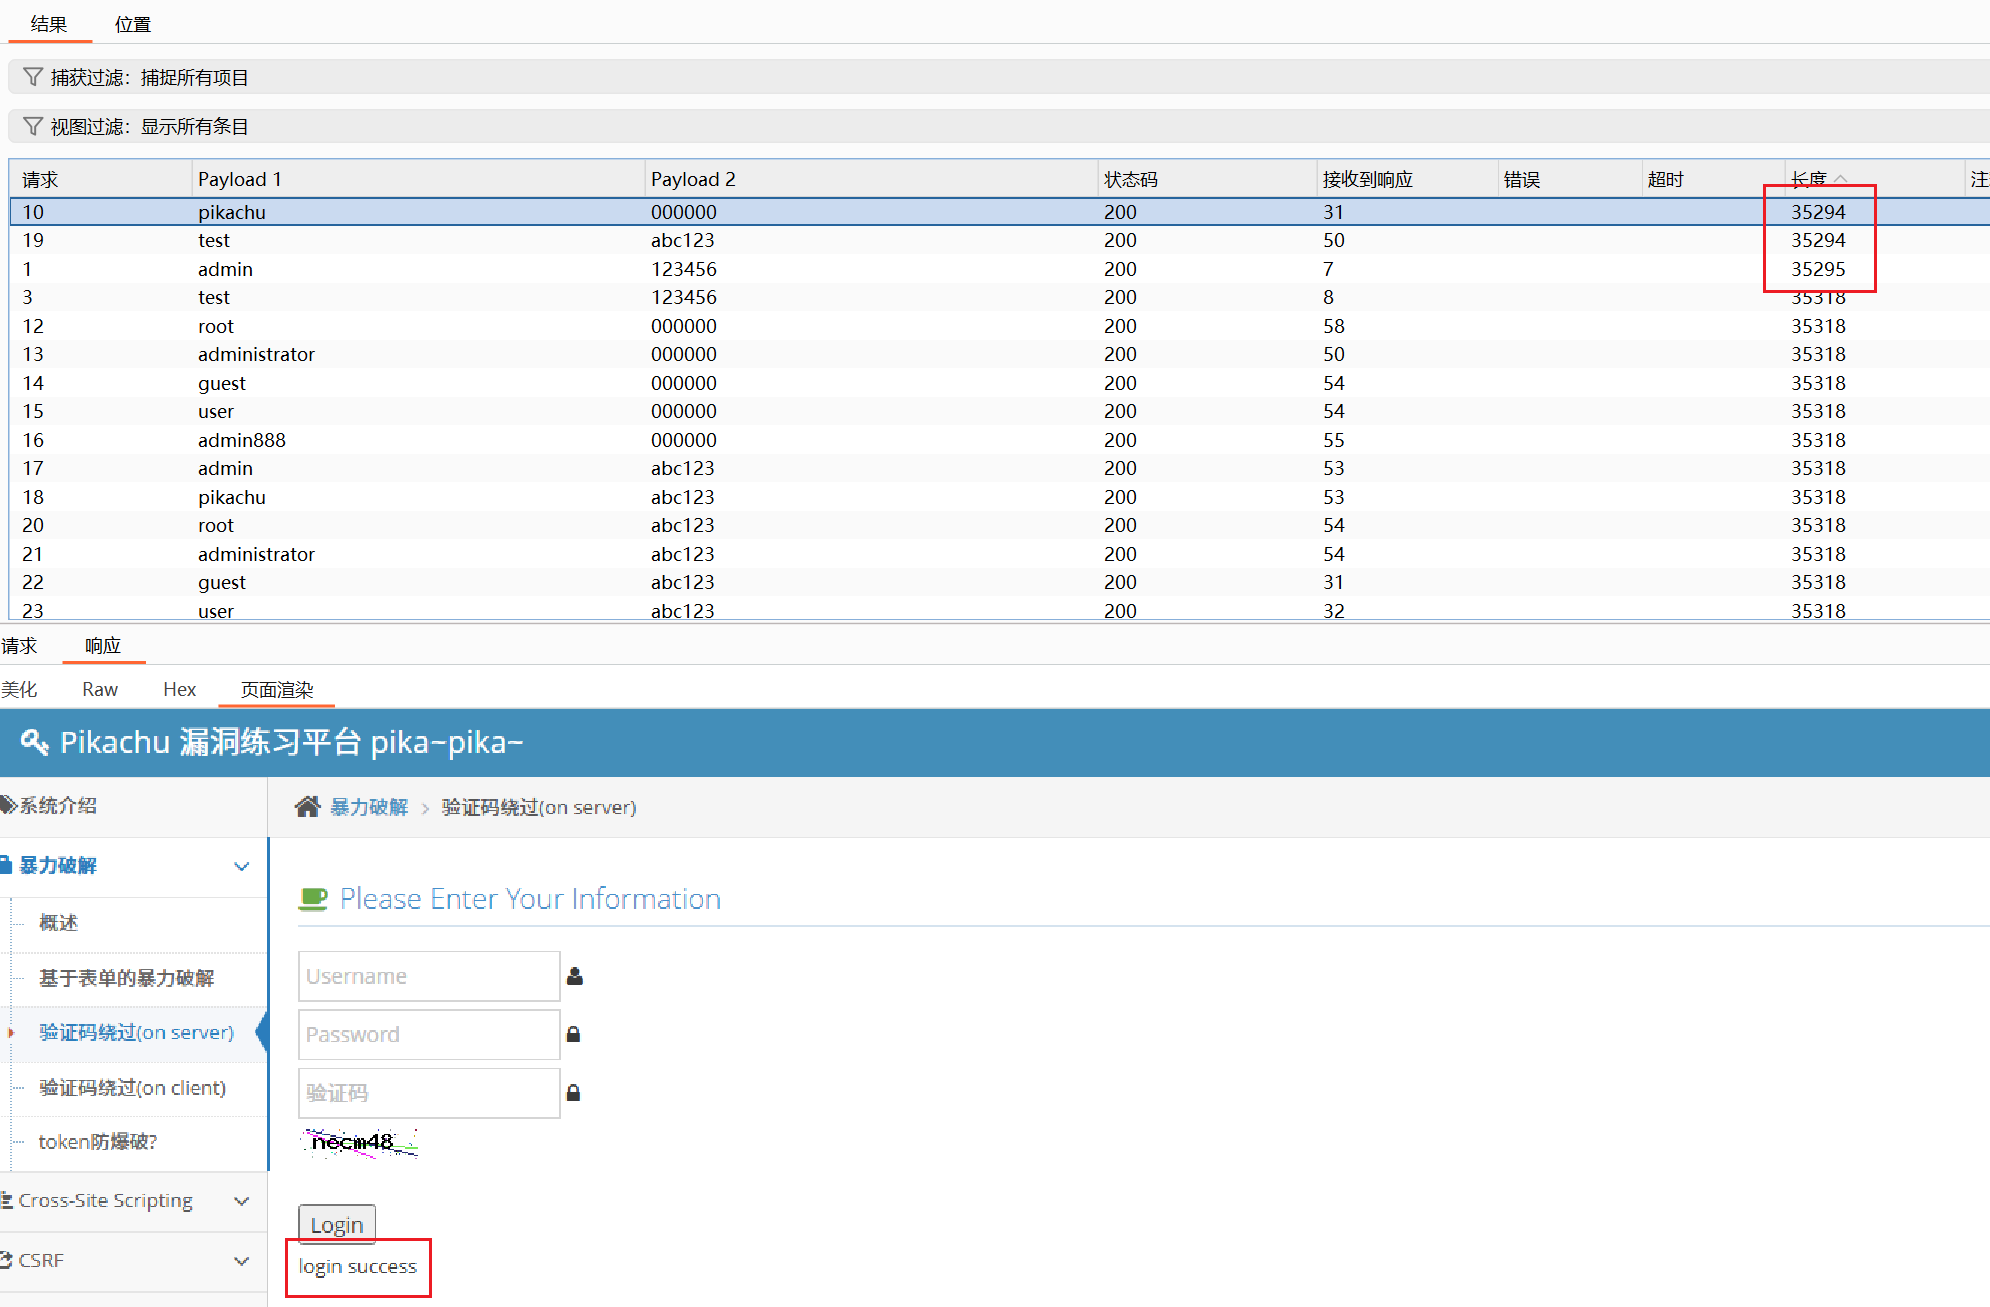 结果 位置
捕获过滤：捕捉所有项目
视图过滤：显示所有条目
请求 Payload 1 Payload 2 状态码 接收到响应 错误 超时 长度
10 pikachu 000000 200 31 35294
19 test abc123 200 50 35294
1 admin 123456 200 7 35295
3 test 123456 200 8 35318
12 root 000000 200 58 35318
13 administrator 000000 200 50 35318
14 guest 000000 200 54 35318
15 user 000000 200 54 35318
16 admin888 000000 200 55 35318
17 admin abc123 200 53 35318
18 pikachu abc123 200 53 35318
20 root abc123 200 54 35318
21 administrator abc123 200 54 35318
22 guest abc123 200 31 35318
23 user abc123 200 32 35318
请求 响应
美化 Raw Hex 页面渲染
Pikachu 漏洞练习平台 pika~pika~
系统介绍
暴力破解 > 验证码绕过(on server)
暴力破解
概述
基于表单的暴力破解
验证码绕过(on server)
验证码绕过(on client)
token防爆破?
Cross-Site Scripting
CSRF
Please Enter Your Information
Username
Password
验证码
necm48
Login
login success